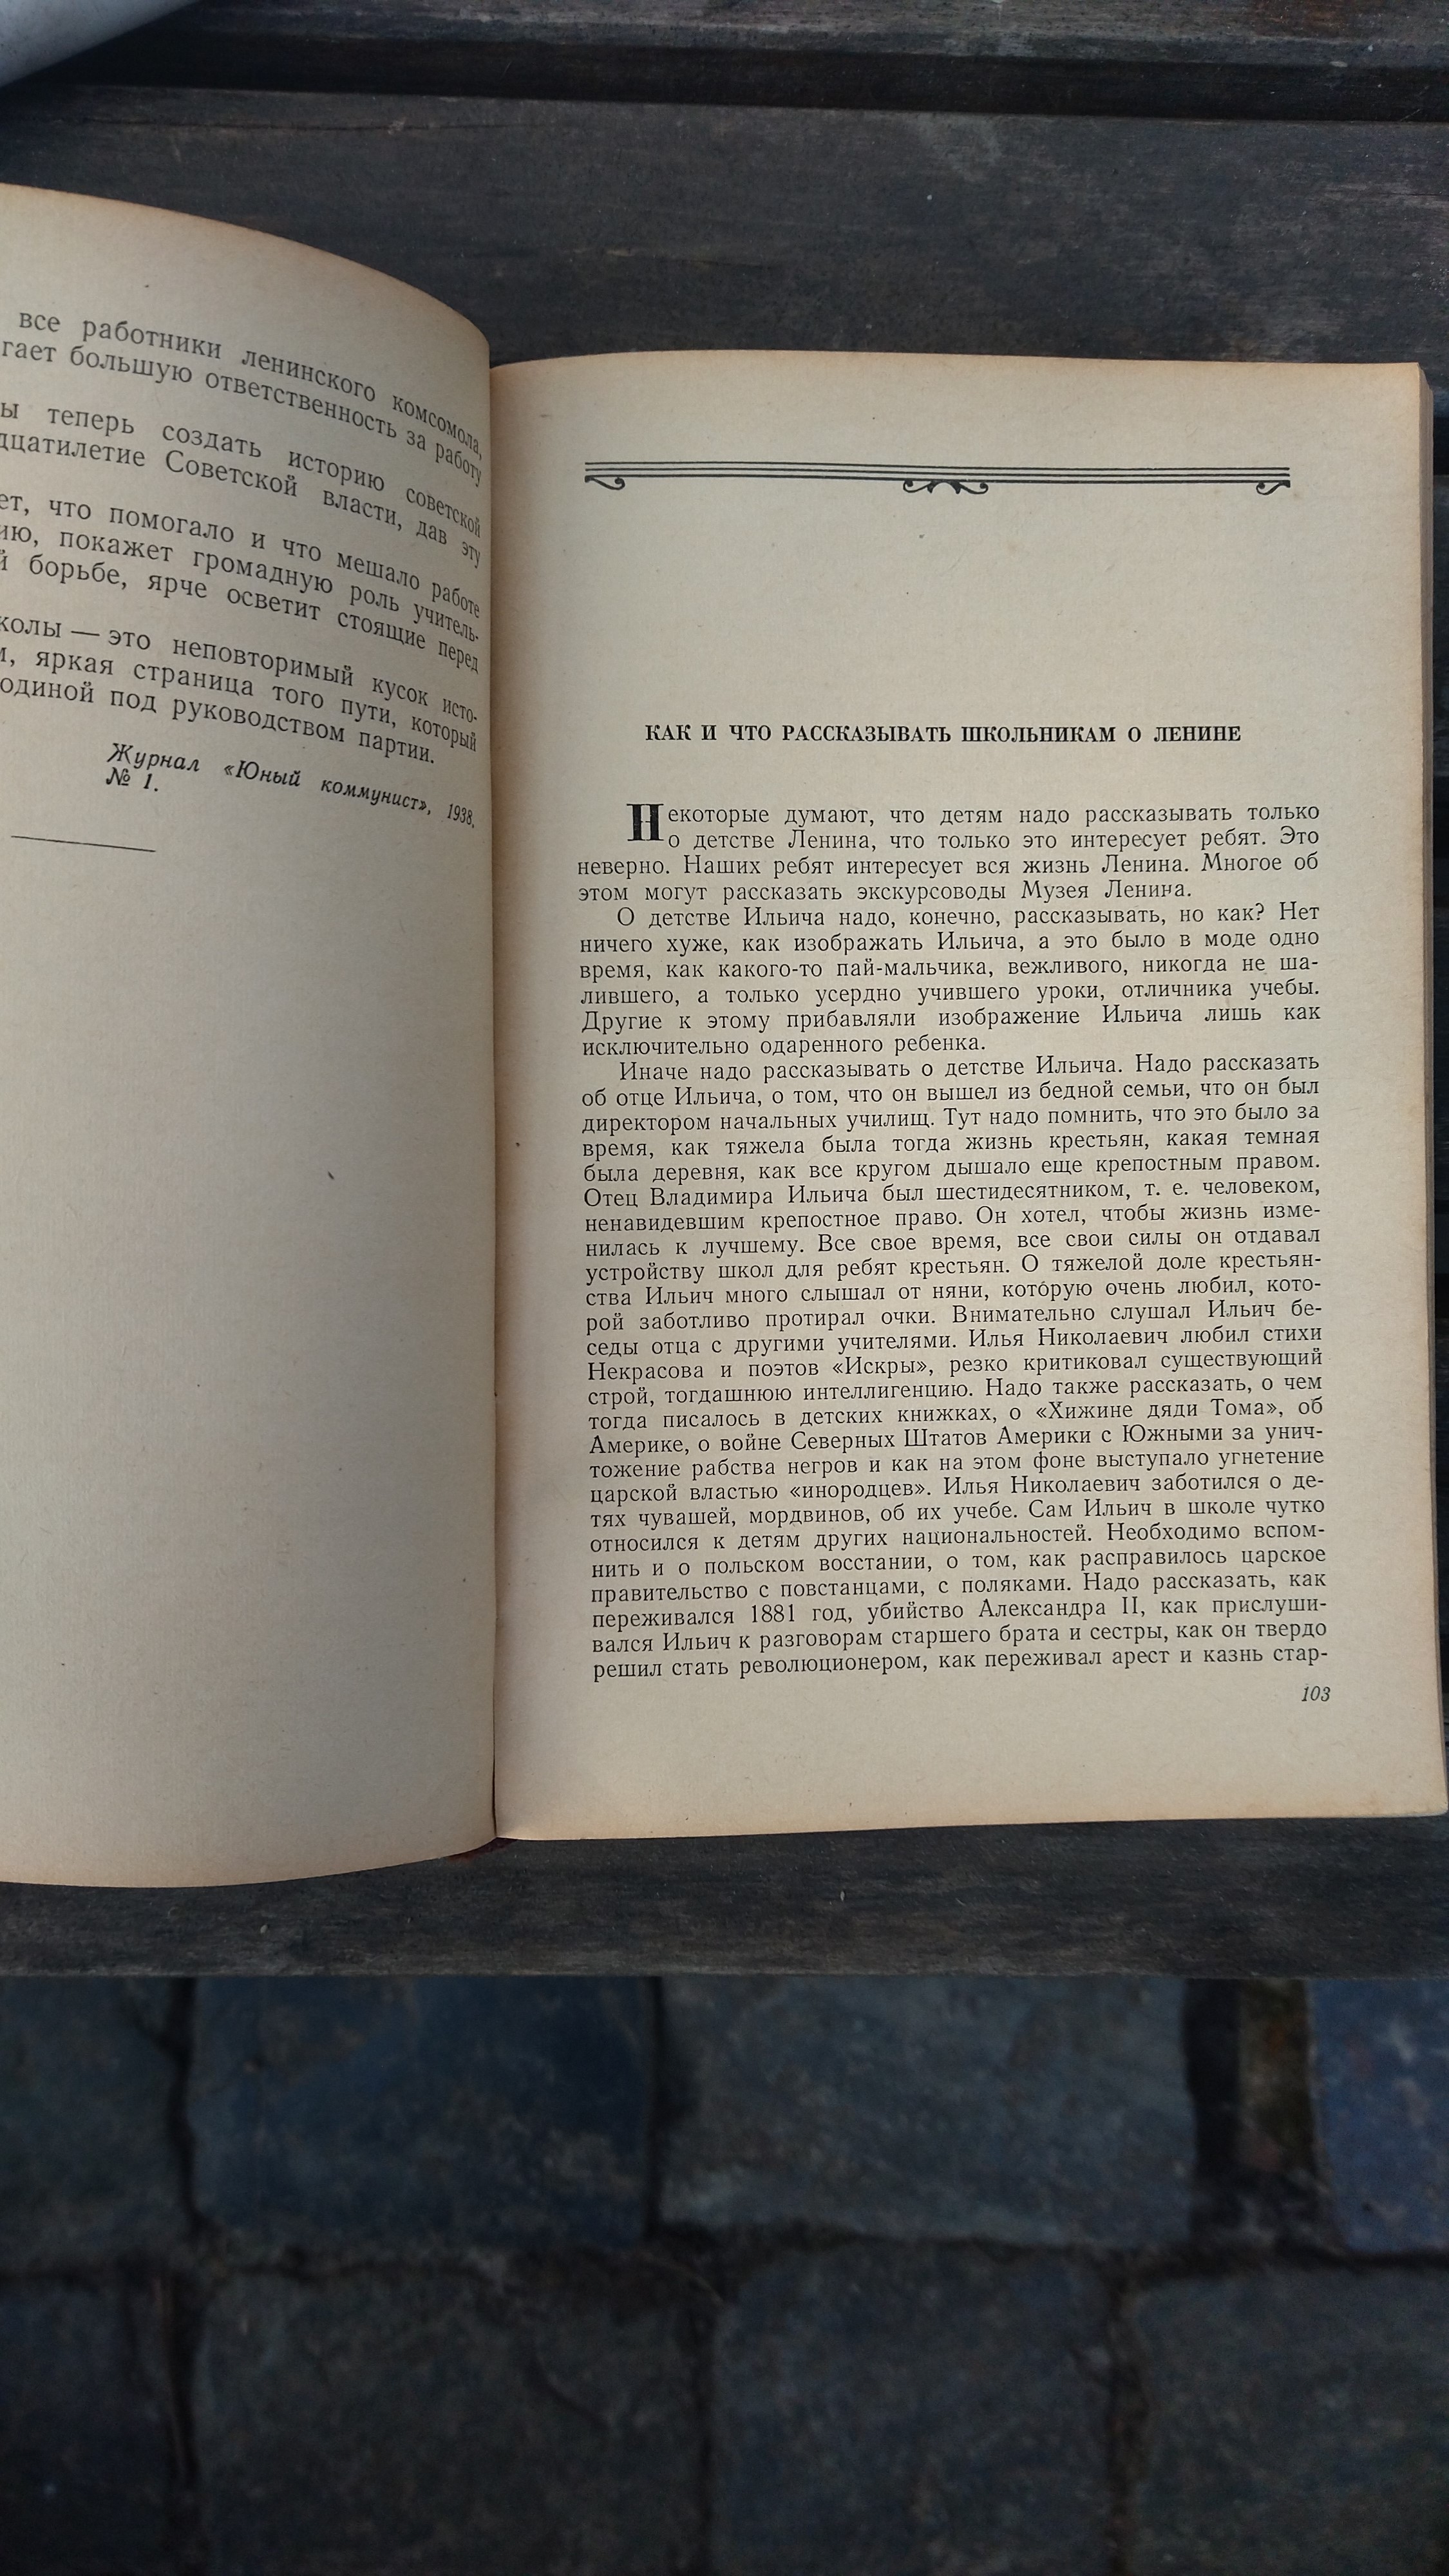 все работники ленинского комсомола,
большую ответственность за работу
теперь создать историю советской
Советской власти, дав эту
что помогало и что мешало работе
покажет громадную роль учитель-
борьбе, ярче осветит стоящие перед
— это неповторимый кусок исто-
яркая страница того пути, который
под руководством партии.
Журнал «Юный коммунист», 1938,
№ 1.
КАК И ЧТО РАССКАЗЫВАТЬ ШКОЛЬНИКАМ О ЛЕНИНЕ
Некоторые думают, что детям надо рассказывать только
о детстве Ленина, что только это интересует ребят. Это
неверно. Наших ребят интересует вся жизнь Ленина. Многое об
этом могут рассказать экскурсоводы Музея Ленина.
О детстве Ильича надо, конечно, рассказывать, но как? Нет
ничего хуже, как изображать Ильича, а это было в моде одно
время, как какого-то пай-мальчика, вежливого, никогда не ша-
лившего, а только усердно учившего уроки, отличника учебы.
Другие к этому прибавляли изображение Ильича лишь как
исключительно одаренного ребенка.
Иначе надо рассказывать о детстве Ильича. Надо рассказать
об отце Ильича, о том, что он вышел из бедной семьи, что он был
директором начальных училищ. Тут надо помнить, что это было за
время, как тяжела была тогда жизнь крестьян, какая темная
была деревня, как все кругом дышало еще крепостным правом.
Отец Владимира Ильича был шестидесятником, т. е. человеком,
ненавидевшим крепостное право. Он хотел, чтобы жизнь изме-
нилась к лучшему. Все свое время, все свои силы он отдавал
устройству школ для ребят крестьян. О тяжелой доле крестьян-
ства Ильич много слышал от няни, которую очень любил, кото-
рой заботливо протирал очки. Внимательно слушал Ильич бе-
седы отца с другими учителями. Илья Николаевич любил стихи
Некрасова и поэтов «Искры», резко критиковал существующий
строй, тогдашнюю интеллигенцию. Надо также рассказать, о чем
тогда писалось в детских книжках, о «Хижине дяди Тома», об
Америке, о войне Северных Штатов Америки с Южными за унич-
тожение рабства негров и как на этом фоне выступало угнетение
царской властью «инородцев». Илья Николаевич заботился о де-
тях чувашей, мордвинов, об их учебе. Сам Ильич в школе чутко
относился к детям других национальностей. Необходимо вспом-
нить и о польском восстании, о том, как расправилось царское
правительство с повстанцами, с поляками. Надо рассказать, как
переживался 1881 год, убийство Александра II, как прислуши-
вался Ильич к разговорам старшего брата и сестры, как он твердо
решил стать революционером, как переживал арест и казнь стар-
103